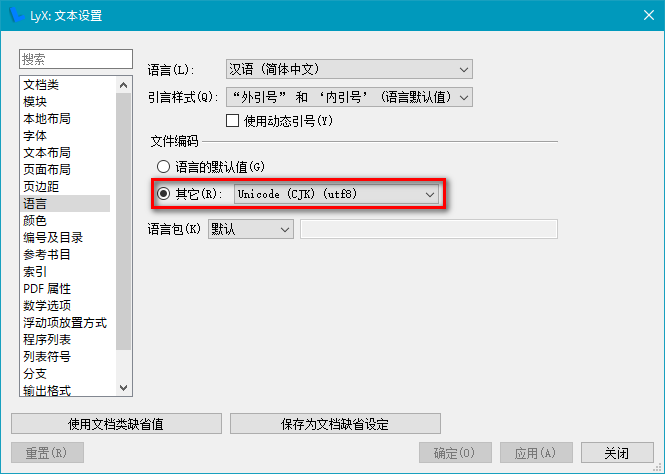 LyX: 文本设置
搜索
文档类
模块
本地布局
字体
文本布局
页面布局
页边距
语言
颜色
编号及目录
参考书目
索引
PDF 属性
数学选项
浮动项放置方式
程序列表
列表符号
分支
输出格式
语言(L): 汉语 (简体中文)
引言样式(Q): “外引号” 和 ‘内引号’ (语言默认值)
使用动态引号(Y)
文件编码
语言的默认值(G)
其它(R): Unicode (CJK) (utf8)
语言包(K) 默认
使用文档类缺省值 保存为文档缺省设定
重置(R) 确定(O) 应用(A) 关闭